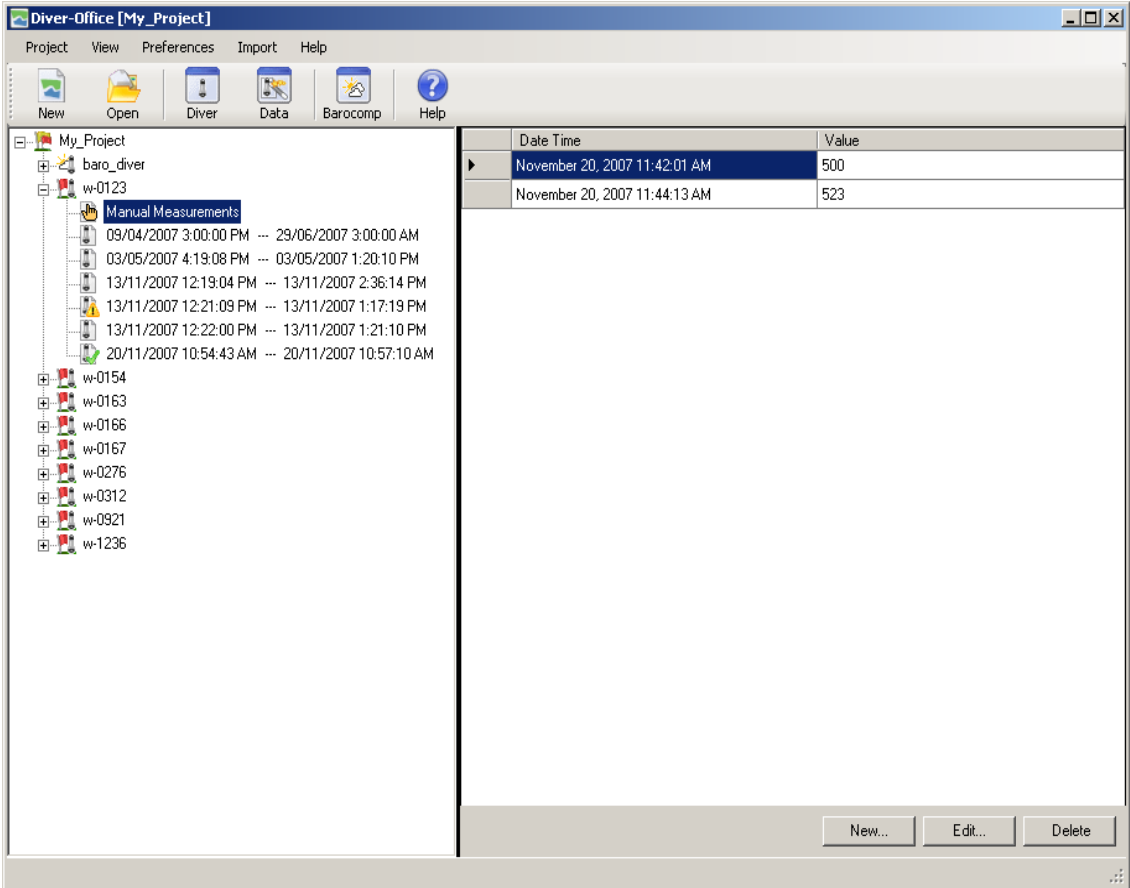 Diver-Office [My_Project]
Project View Preferences Import Help
New Open Diver Data Barocomp Help
My_Project
baro_diver
w-0123
Manual Measurements
09/04/2007 3:00:00 PM --- 29/06/2007 3:00:00 AM
03/05/2007 4:19:08 PM --- 03/05/2007 1:20:10 PM
13/11/2007 12:19:04 PM --- 13/11/2007 2:36:14 PM
13/11/2007 12:21:09 PM --- 13/11/2007 1:17:19 PM
13/11/2007 12:22:00 PM --- 13/11/2007 1:21:10 PM
20/11/2007 10:54:43 AM --- 20/11/2007 10:57:10 AM
w-0154
w-0163
w-0166
w-0167
w-0276
w-0312
w-0921
w-1236
Date Time Value
November 20, 2007 11:42:01 AM 500
November 20, 2007 11:44:13 AM 523
New... Edit... Delete